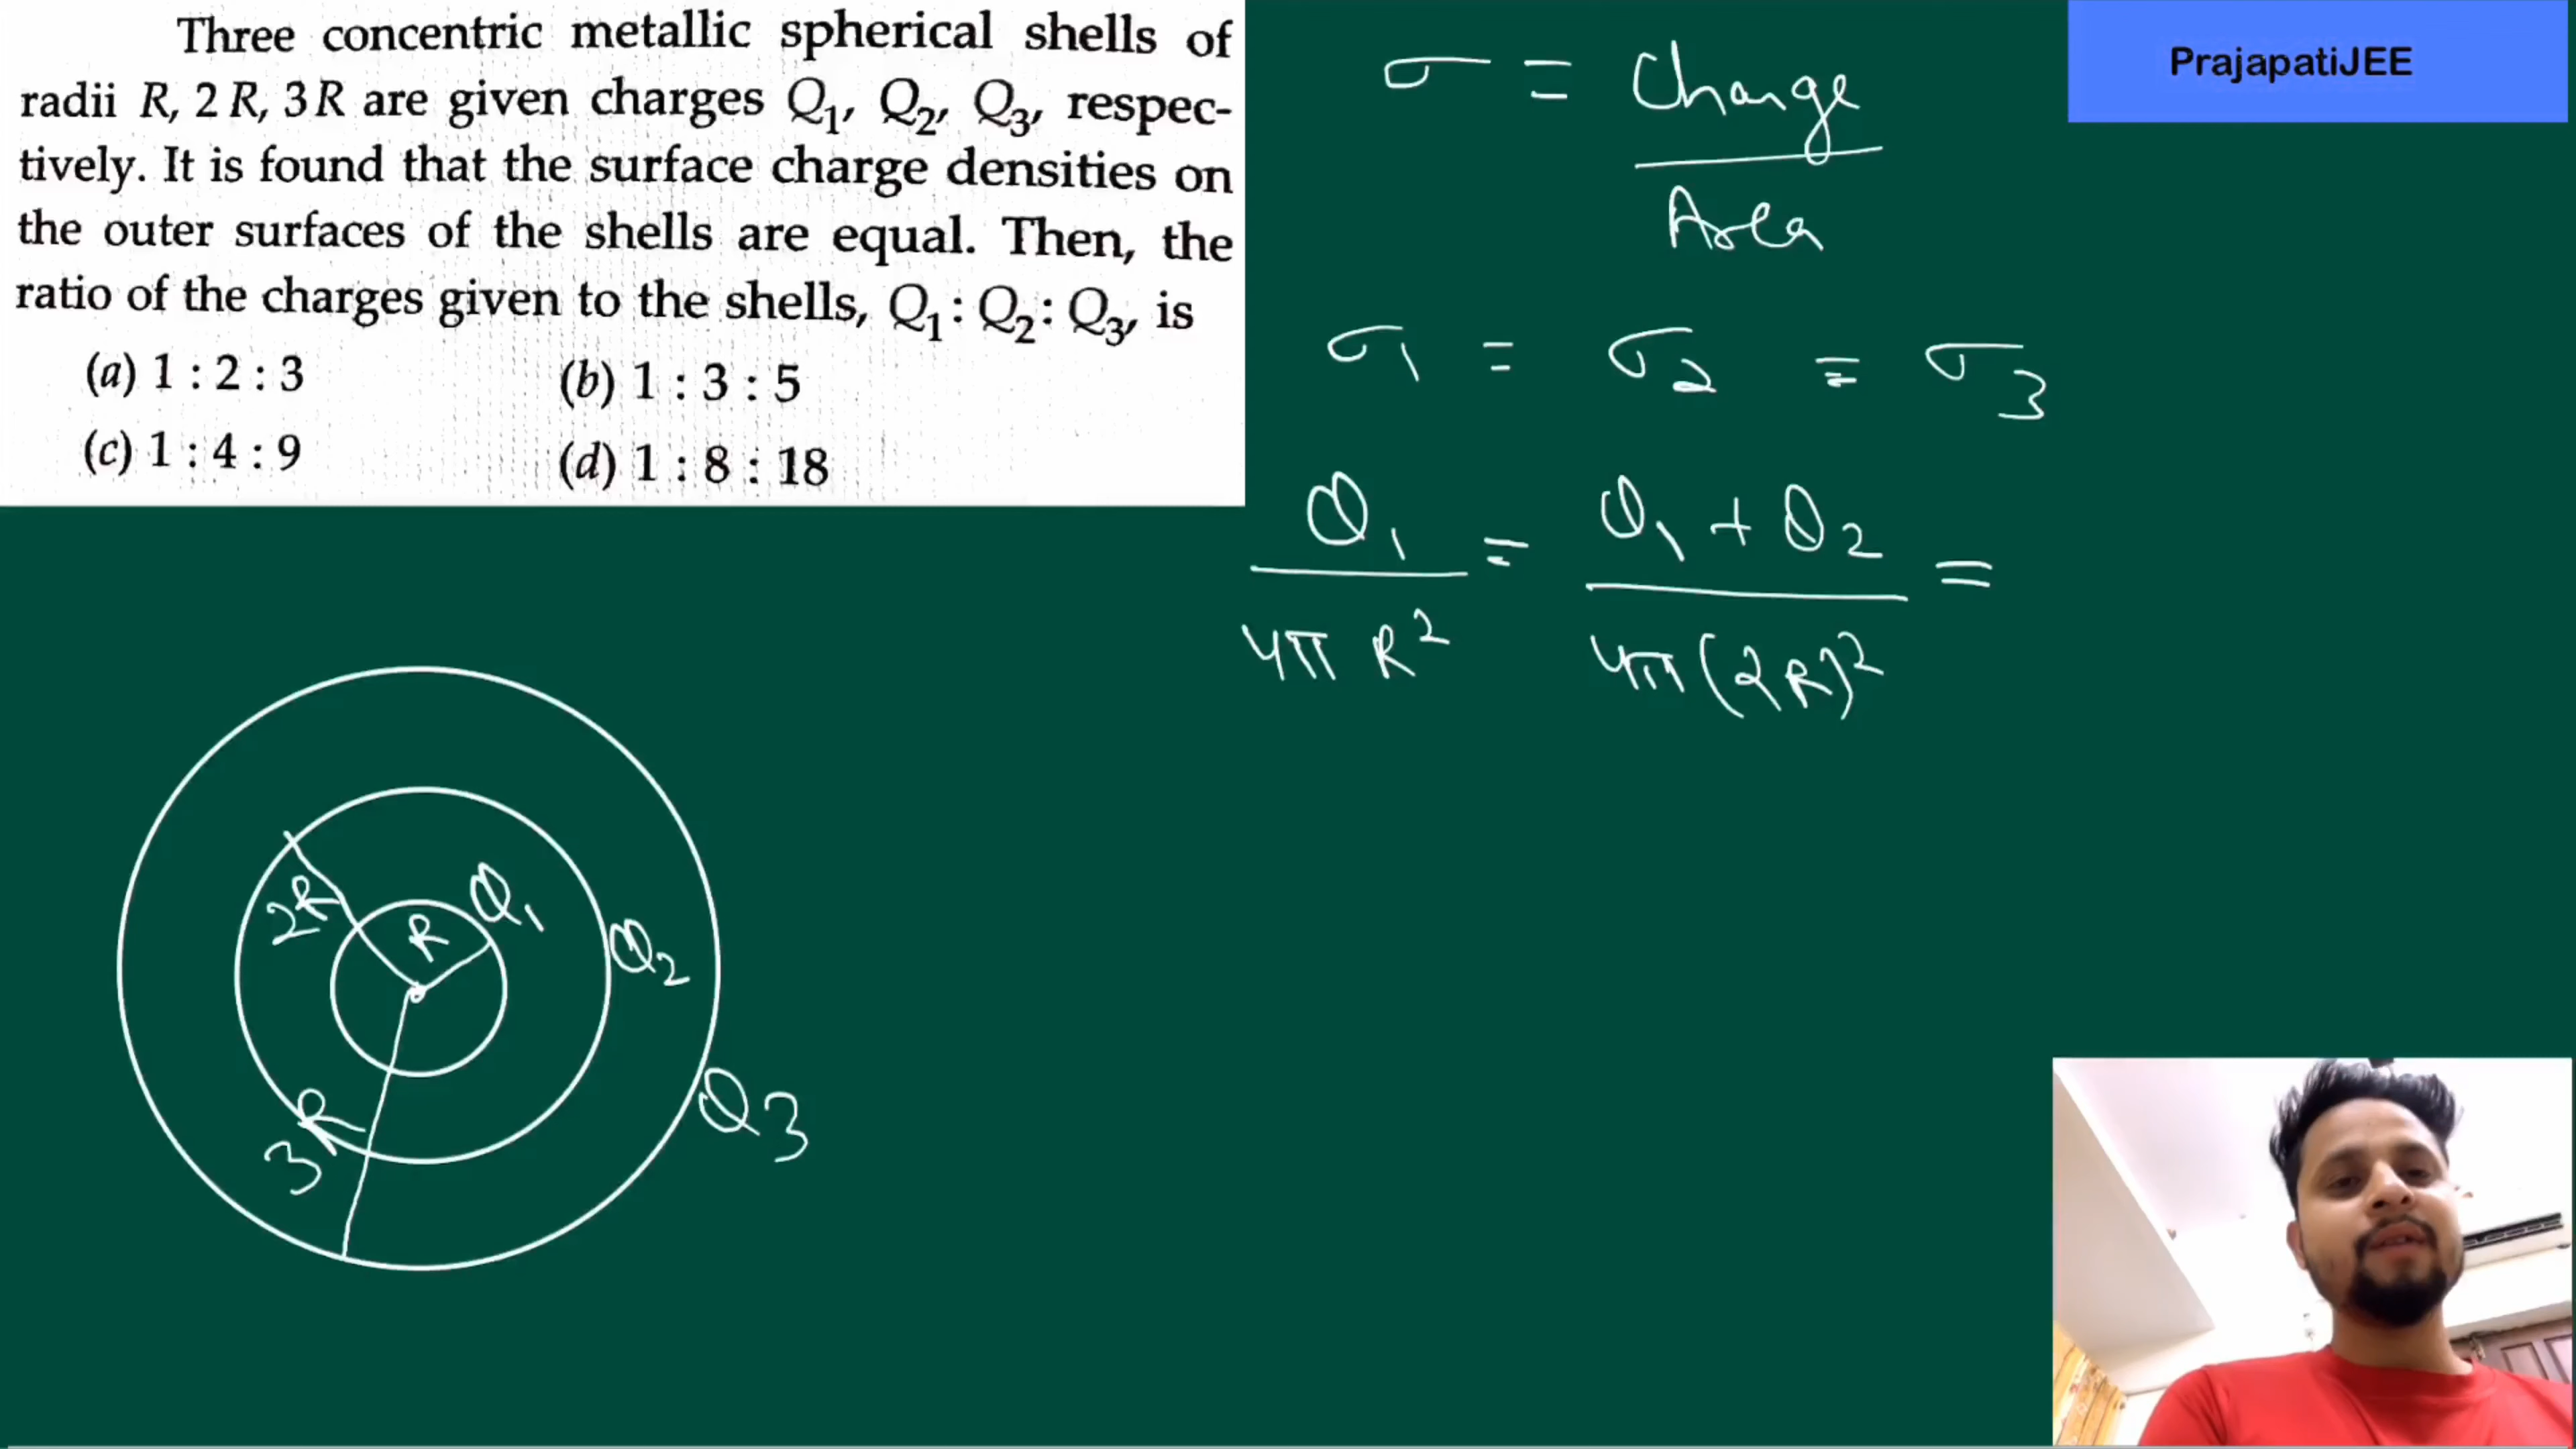 Three concentric metallic spherical shells of
radii R, 2R, 3R are given charges Q₁, Q₂, Q₃, respec-
tively. It is found that the surface charge densities on
the outer surfaces of the shells are equal. Then, the
ratio of the charges given to the shells, Q₁ : Q₂ : Q₃, is
(a) 1 : 2 : 3 (b) 1 : 3 : 5
(c) 1 : 4 : 9 (d) 1 : 8 : 18
PrajapatiJEE
σ = Charge
Area
σ₁ = σ₂ = σ₃
Q₁ = Q₁ + Q₂ =
4π R² 4π(2R)²
2R R Q₁
Q₂
3R Q₃